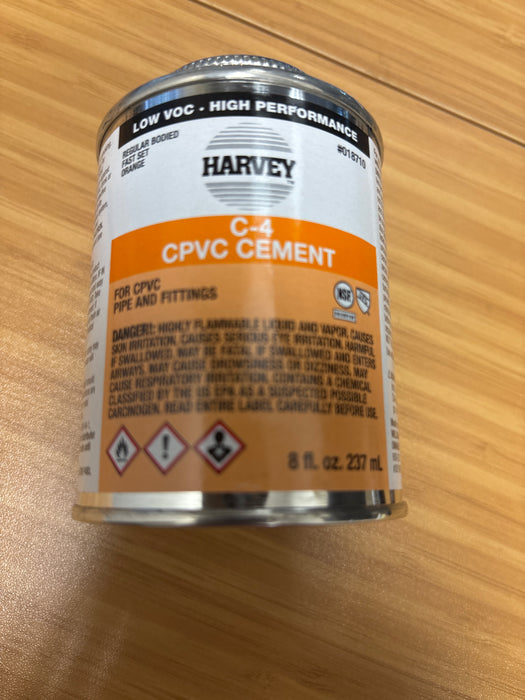 LOW VOC - HIGH PERFORMANCE
REGULAR BODIED
FAST SET
ORANGE
#018710
HARVEY
TM
C-4
CPVC CEMENT
FOR CPVC
PIPE AND FITTINGS
NSF
DANGER! HIGHLY FLAMMABLE LIQUID AND VAPOR. CAUSES
SKIN IRRITATION. CAUSES SERIOUS EYE IRRITATION. HARMFUL
IF SWALLOWED. MAY BE FATAL IF SWALLOWED AND ENTERS
AIRWAYS. MAY CAUSE DROWSINESS OR DIZZINESS. MAY
CAUSE RESPIRATORY IRRITATION. CONTAINS A CHEMICAL
CLASSIFIED BY THE US EPA AS A SUSPECTED POSSIBLE
CARCINOGEN. READ ENTIRE LABEL CAREFULLY BEFORE USE.
8 fl. oz. 237 mL